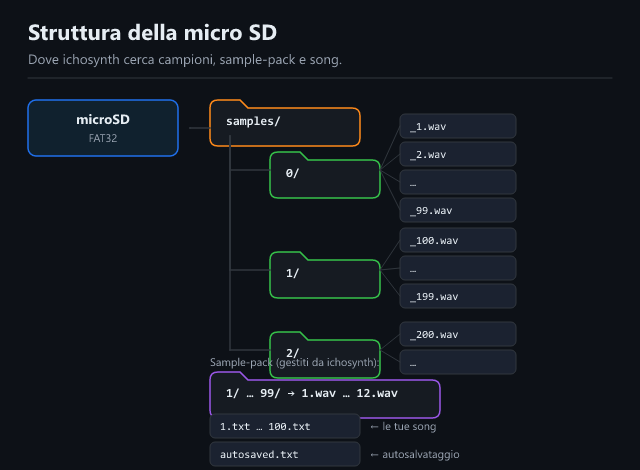 Struttura della micro SD
Dove ichosynth cerca campioni, sample-pack e song.
microSD
FAT32
samples/
0/
_1.wav
_2.wav
…
_99.wav
1/
_100.wav
…
_199.wav
2/
_200.wav
…
Sample-pack (gestiti da ichosynth):
1/ … 99/ → 1.wav … 12.wav
1.txt … 100.txt ← le tue song
autosaved.txt ← autosalvataggio